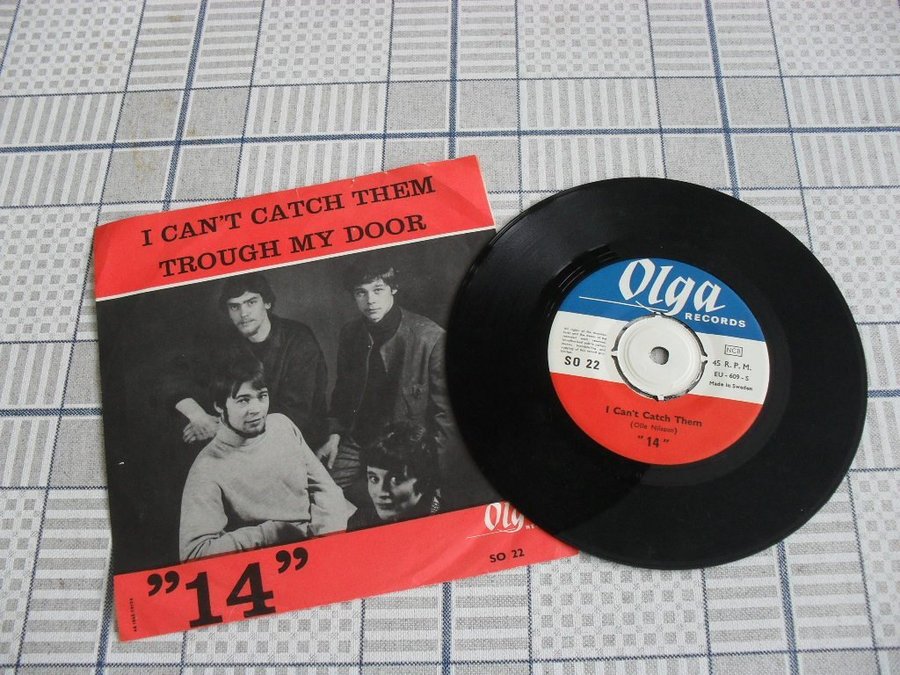 I CAN'T CATCH THEM
TROUGH MY DOOR
Olga
SO 22
"14"
Olga
RECORDS
SO 22
NCB
45 R. P. M.
EU - 609 - S
Made in Sweden
I Can't Catch Them
(Olle Nilsson)
"14"